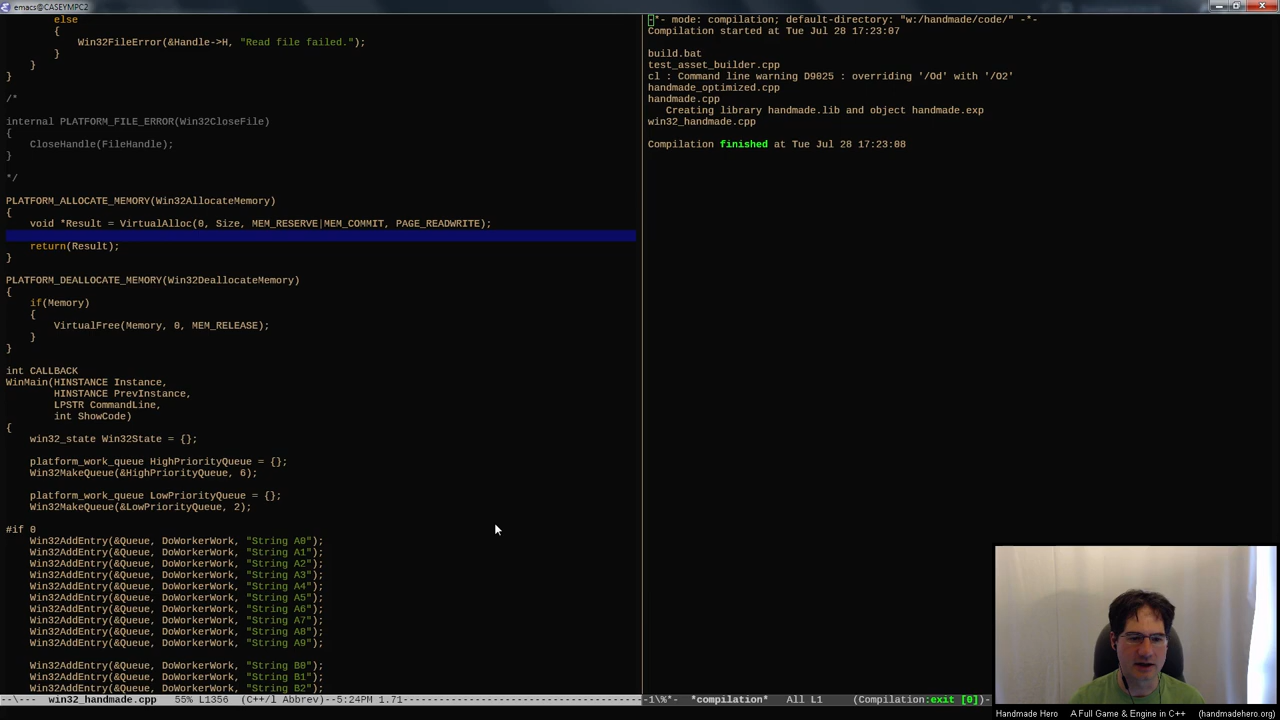 emacs@CASEYMPC2
else
{
Win32FileError(&Handle->H, "Read file failed.");
}
}
}
/*
internal PLATFORM_FILE_ERROR(Win32CloseFile)
{
CloseHandle(FileHandle);
}
*/
PLATFORM_ALLOCATE_MEMORY(Win32AllocateMemory)
{
void *Result = VirtualAlloc(0, Size, MEM_RESERVE|MEM_COMMIT, PAGE_READWRITE);
return(Result);
}
PLATFORM_DEALLOCATE_MEMORY(Win32DeallocateMemory)
{
if(Memory)
{
VirtualFree(Memory, 0, MEM_RELEASE);
}
}
int CALLBACK
WinMain(HINSTANCE Instance,
HINSTANCE PrevInstance,
LPSTR CommandLine,
int ShowCode)
{
win32_state Win32State = {};
platform_work_queue HighPriorityQueue = {};
Win32MakeQueue(&HighPriorityQueue, 6);
platform_work_queue LowPriorityQueue = {};
Win32MakeQueue(&LowPriorityQueue, 2);
#if 0
Win32AddEntry(&Queue, DoWorkerWork, "String A0");
Win32AddEntry(&Queue, DoWorkerWork, "String A1");
Win32AddEntry(&Queue, DoWorkerWork, "String A2");
Win32AddEntry(&Queue, DoWorkerWork, "String A3");
Win32AddEntry(&Queue, DoWorkerWork, "String A4");
Win32AddEntry(&Queue, DoWorkerWork, "String A5");
Win32AddEntry(&Queue, DoWorkerWork, "String A6");
Win32AddEntry(&Queue, DoWorkerWork, "String A7");
Win32AddEntry(&Queue, DoWorkerWork, "String A8");
Win32AddEntry(&Queue, DoWorkerWork, "String A9");
Win32AddEntry(&Queue, DoWorkerWork, "String B0");
Win32AddEntry(&Queue, DoWorkerWork, "String B1");
Win32AddEntry(&Queue, DoWorkerWork, "String B2");
-\--- win32_handmade.cpp 55% L1356 (C++/l Abbrev)--5:24PM 1.71
-*- mode: compilation; default-directory: "w:/handmade/code/" -*-
Compilation started at Tue Jul 28 17:23:07
build.bat
test_asset_builder.cpp
cl : Command line warning D9025 : overriding '/Od' with '/O2'
handmade_optimized.cpp
handmade.cpp
Creating library handmade.lib and object handmade.exp
win32_handmade.cpp
Compilation finished at Tue Jul 28 17:23:08
-1\%*- *compilation* All L1 (Compilation:exit [0])-
Handmade Hero A Full Game & Engine in C++ (handmadehero.org)